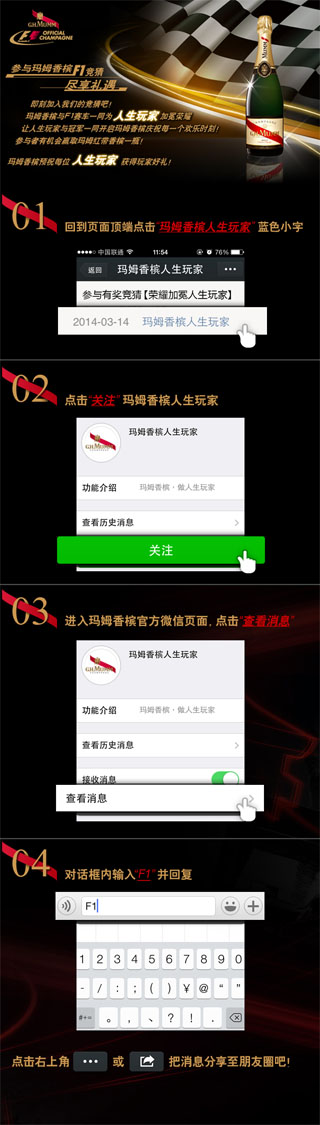 G.H.MUMM
F1 OFFICIAL
CHAMPAGNE
参与玛姆香槟F1竞猜
尽享礼遇
即刻加入我们的竞猜吧!
玛姆香槟与F1赛车一同为 人生玩家 加冕荣耀
让人生玩家与冠军一同开启玛姆香槟庆祝每一个欢乐时刻!
参与者有机会赢取玛姆红带香槟一瓶!
玛姆香槟预祝每位 人生玩家 获得玩家好礼!
01 回到页面顶端点击“玛姆香槟人生玩家”蓝色小字
中国联通 11:54 76%
返回 玛姆香槟人生玩家
参与有奖竞猜【荣耀加冕人生玩家】
2014-03-14 玛姆香槟人生玩家
02 点击“关注”玛姆香槟人生玩家
G.H.MUMM
玛姆香槟人生玩家
功能介绍 玛姆香槟·做人生玩家
查看历史消息
关注
03 进入玛姆香槟官方微信页面,点击“查看消息”
G.H.MUMM
玛姆香槟人生玩家
功能介绍 玛姆香槟·做人生玩家
查看历史消息
接收消息
查看消息
04 对话框内输入“F1”并回复
F1
1 2 3 4 5 6 7 8 9 0
- / : ; ( ) ¥ @ “ ”
#+= 。 , 、 ? ! .
点击右上角 ••• 或 把消息分享至朋友圈吧!